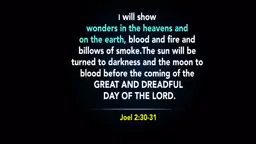 I will show
wonders in the heavens and
on the earth, blood and fire and
billows of smoke.The sun will be
turned to darkness and the moon to
blood before the coming of the
GREAT AND DREADFUL
DAY OF THE LORD.
Joel 2:30-31